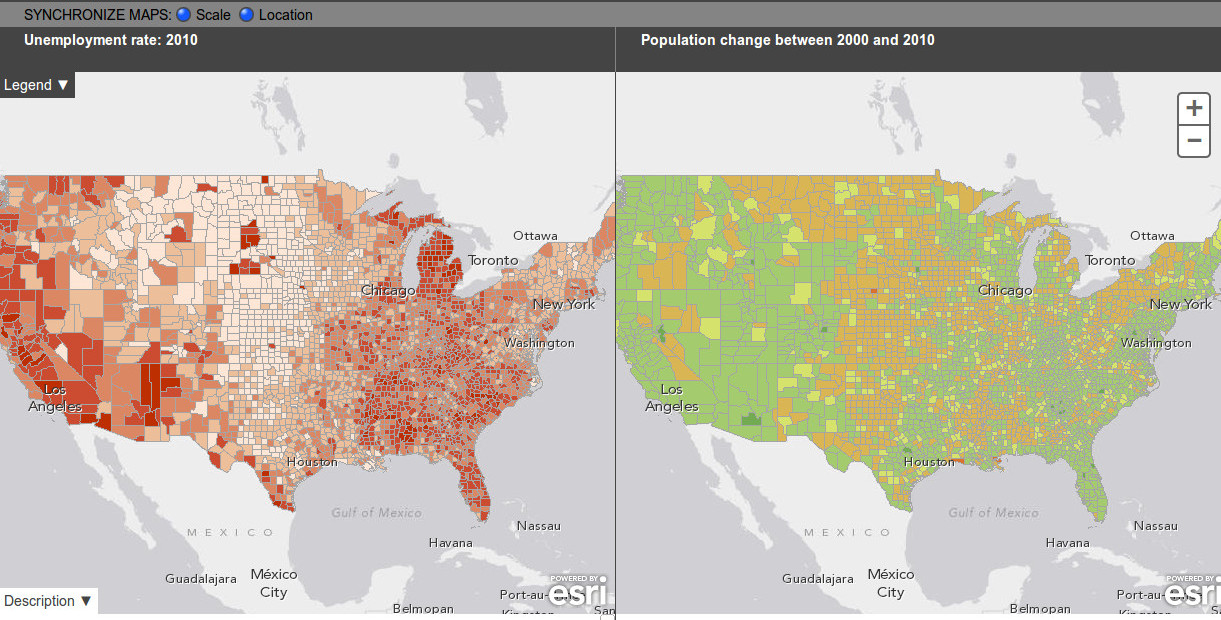 SYNCHRONIZE MAPS: Scale Location
Unemployment rate: 2010
Legend ▼
Ottawa
Toronto
Chicago
New York
Washington
Los
Angeles
Houston
Gulf of Mexico
MEXICO
Nassau
Havana
Guadalajara
México
City
Port-au-
Belmopan
Kingston
San
POWERED BY
esri
Description ▼
Population change between 2000 and 2010
+
−
Ottawa
Toronto
Chicago
New York
Washington
Los
Angeles
Houston
Gulf of Mexico
MEXICO
Nassau
Havana
Guadalajara
México
City
Port-au-
Belmopan
Kingston
POWERED BY
esri